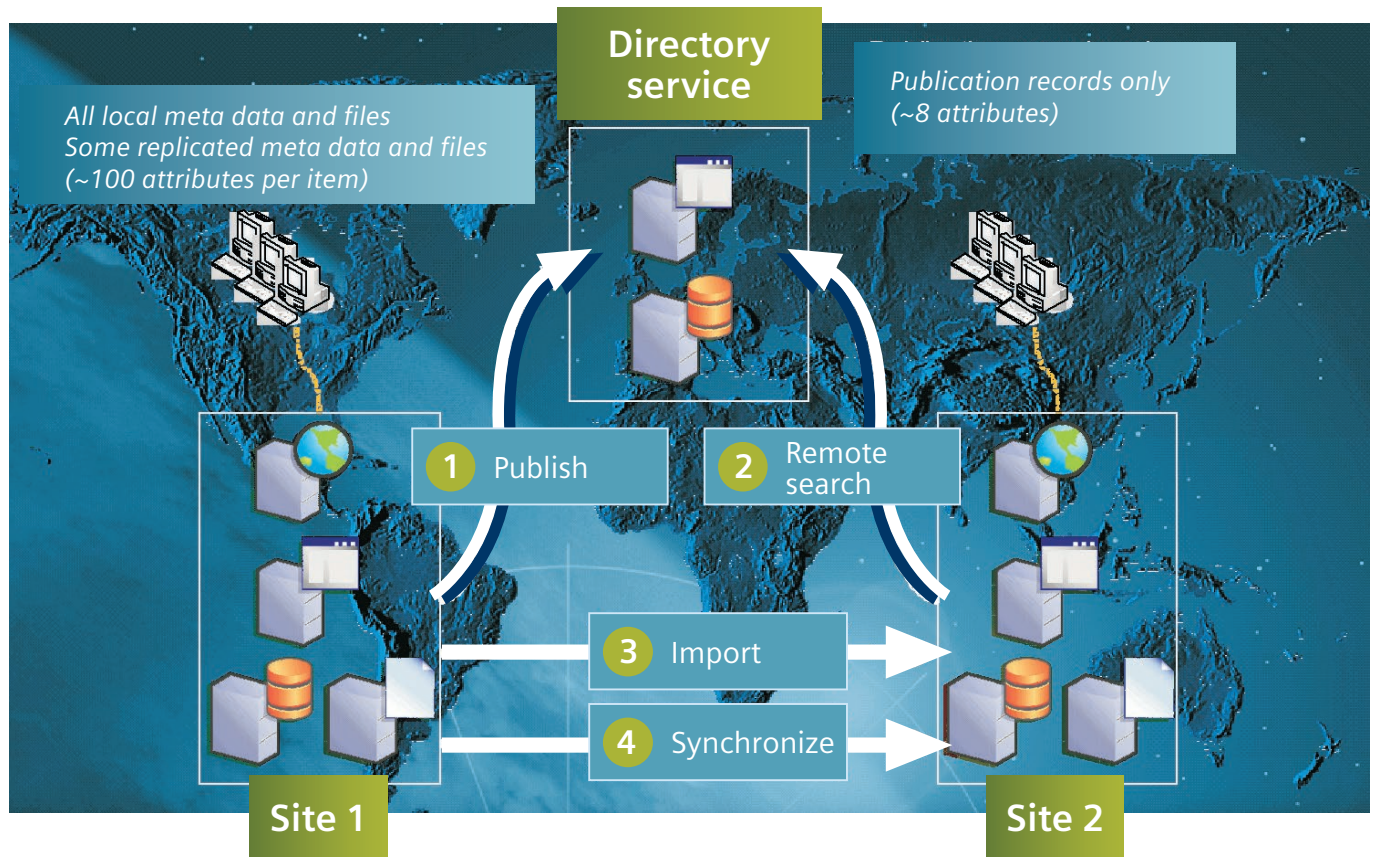 Directory
service
All local meta data and files
Some replicated meta data and files
(~100 attributes per item)
Publication records only
(~8 attributes)
1 Publish
2 Remote
search
3 Import
4 Synchronize
Site 1
Site 2